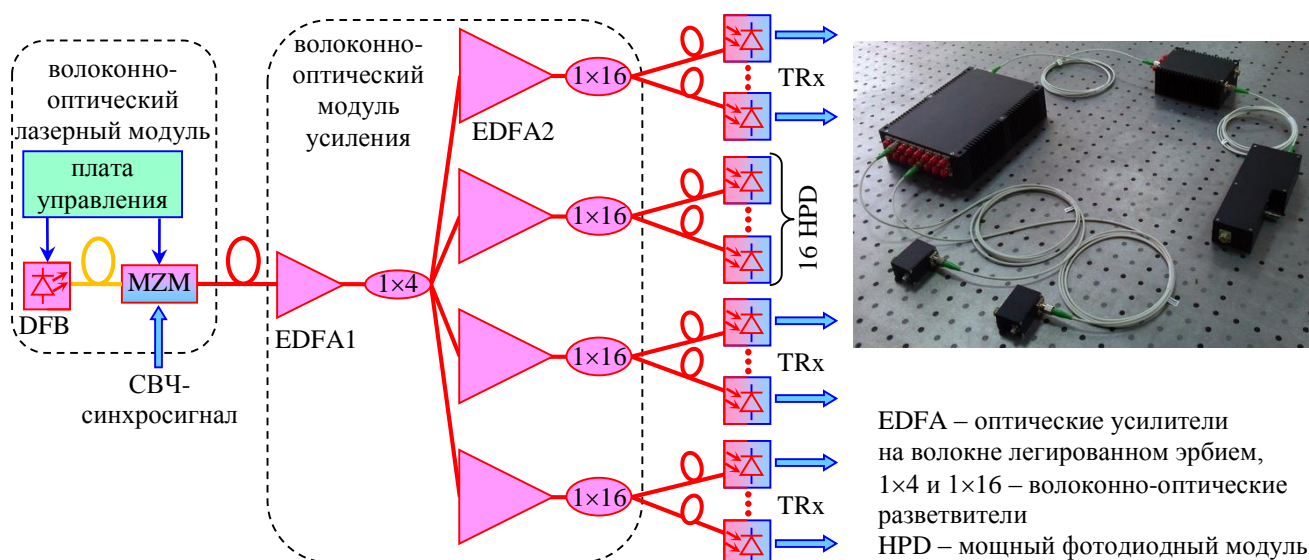 волоконно-
оптический
лазерный модуль
плата
управления
DFB
MZM
СВЧ-
синхросигнал
волоконно-
оптический
модуль
усиления
EDFA1
1×4
EDFA2
1×16
TRx
1×16
16 HPD
1×16
TRx
1×16
TRx
EDFA – оптические усилители
на волокне легированном эрбием,
1×4 и 1×16 – волоконно-оптические
разветвители
HPD – мощный фотодиодный модуль